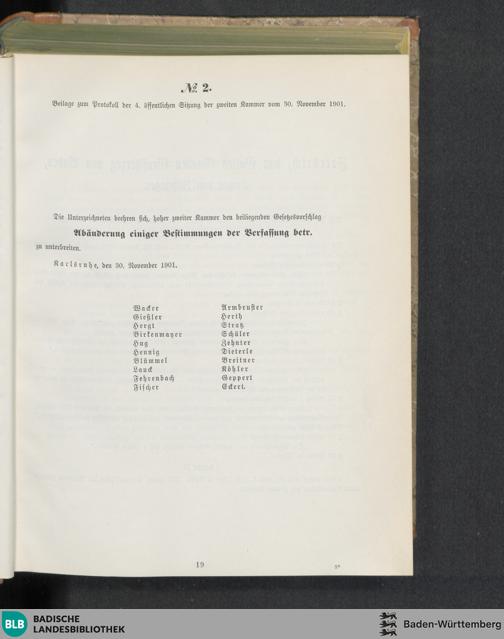 № 2.
Beilage zum Protokoll der 4. öffentlichen Sitzung der zweiten Kammer vom 30. November 1901.
Die Unterzeichneten beehren sich, hoher zweiter Kammer den beiliegenden Gesetzesvorschlag
Abänderung einiger Bestimmungen der Verfassung betr.
zu unterbreiten.
Karlsruhe, den 30. November 1901.
Wacker Armbruster
Gießler Herth
Hergt Straub
Birkenmayer Schüler
Hug Zehnter
Hennig Dieterle
Blümmel Breitner
Lauck Köhler
Fehrenbach Geppert
Fischer Eckert.
19
BLB BADISCHE
LANDESBIBLIOTHEK
Baden-Württemberg